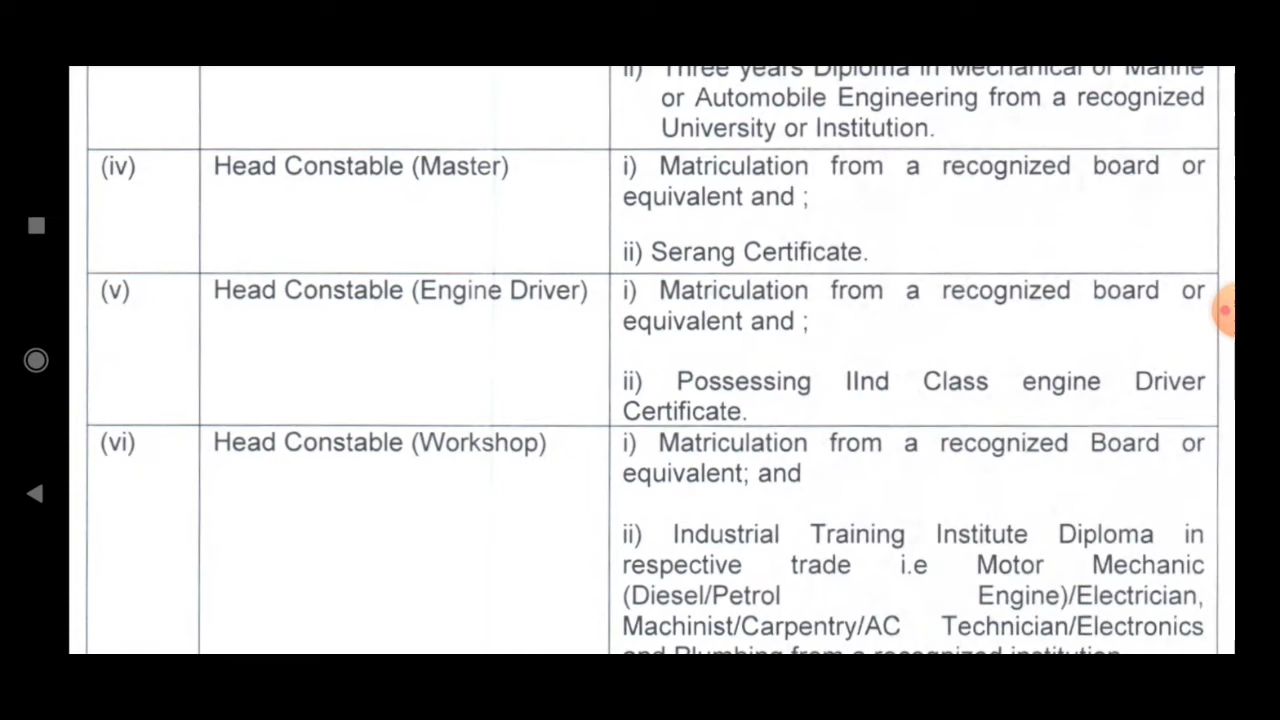 ii) Three years Diploma in Mechanical or Marine
or Automobile Engineering from a recognized
University or Institution.
(iv) Head Constable (Master) i) Matriculation from a recognized board or
equivalent and ;
ii) Serang Certificate.
(v) Head Constable (Engine Driver) i) Matriculation from a recognized board or
equivalent and ;
ii) Possessing IInd Class engine Driver
Certificate.
(vi) Head Constable (Workshop) i) Matriculation from a recognized Board or
equivalent; and
ii) Industrial Training Institute Diploma in
respective trade i.e Motor Mechanic
(Diesel/Petrol Engine)/Electrician,
Machinist/Carpentry/AC Technician/Electronics
and Plumbing from a recognized institution